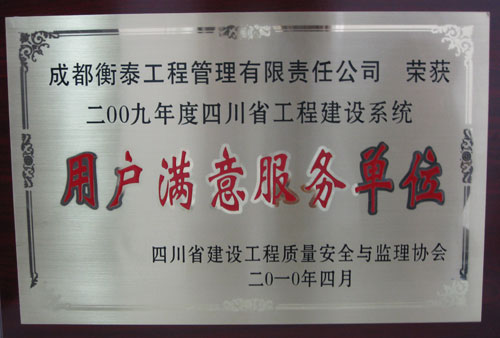 成都衡泰工程管理有限责任公司 荣获
二00九年度四川省工程建设系统
用户满意服务单位
四川省建设工程质量安全与监理协会
二0一0年四月